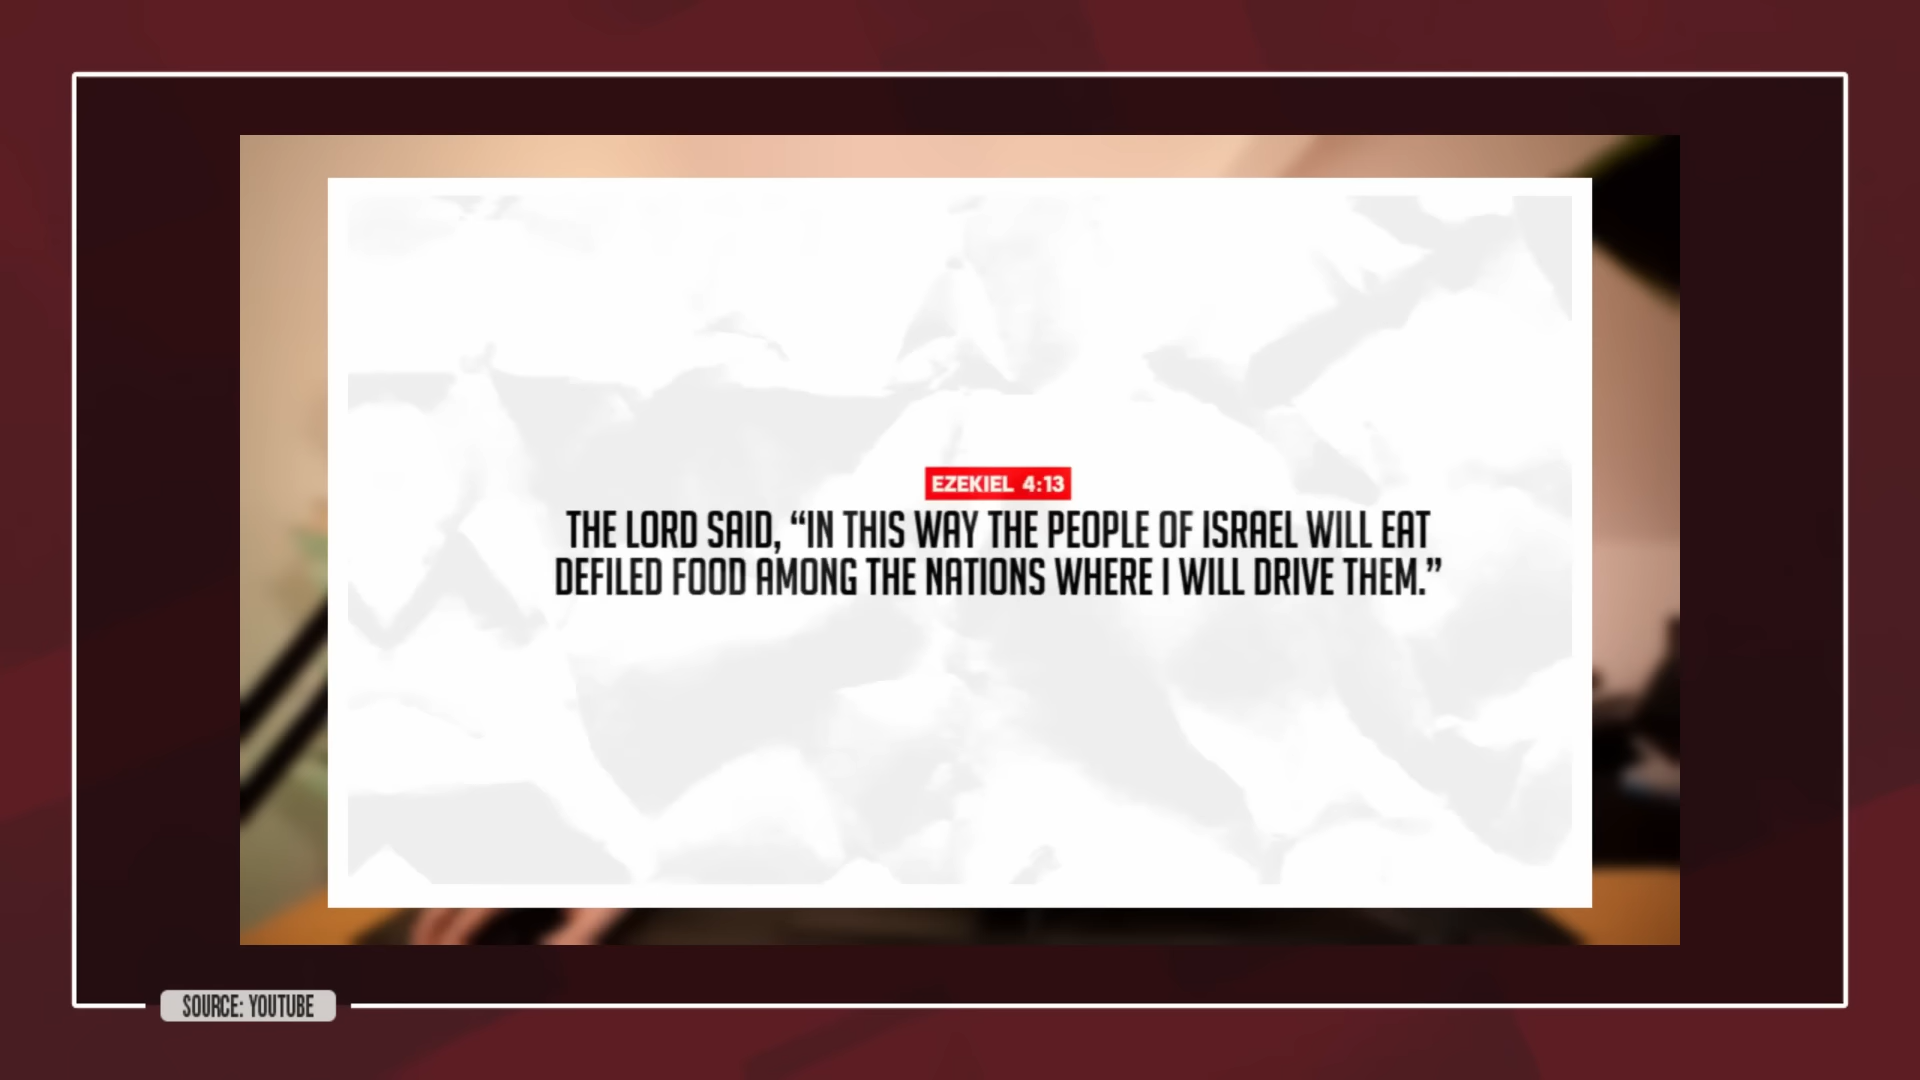 EZEKIEL 4:13
THE LORD SAID, “IN THIS WAY THE PEOPLE OF ISRAEL WILL EAT
DEFILED FOOD AMONG THE NATIONS WHERE I WILL DRIVE THEM.”
SOURCE: YOUTUBE